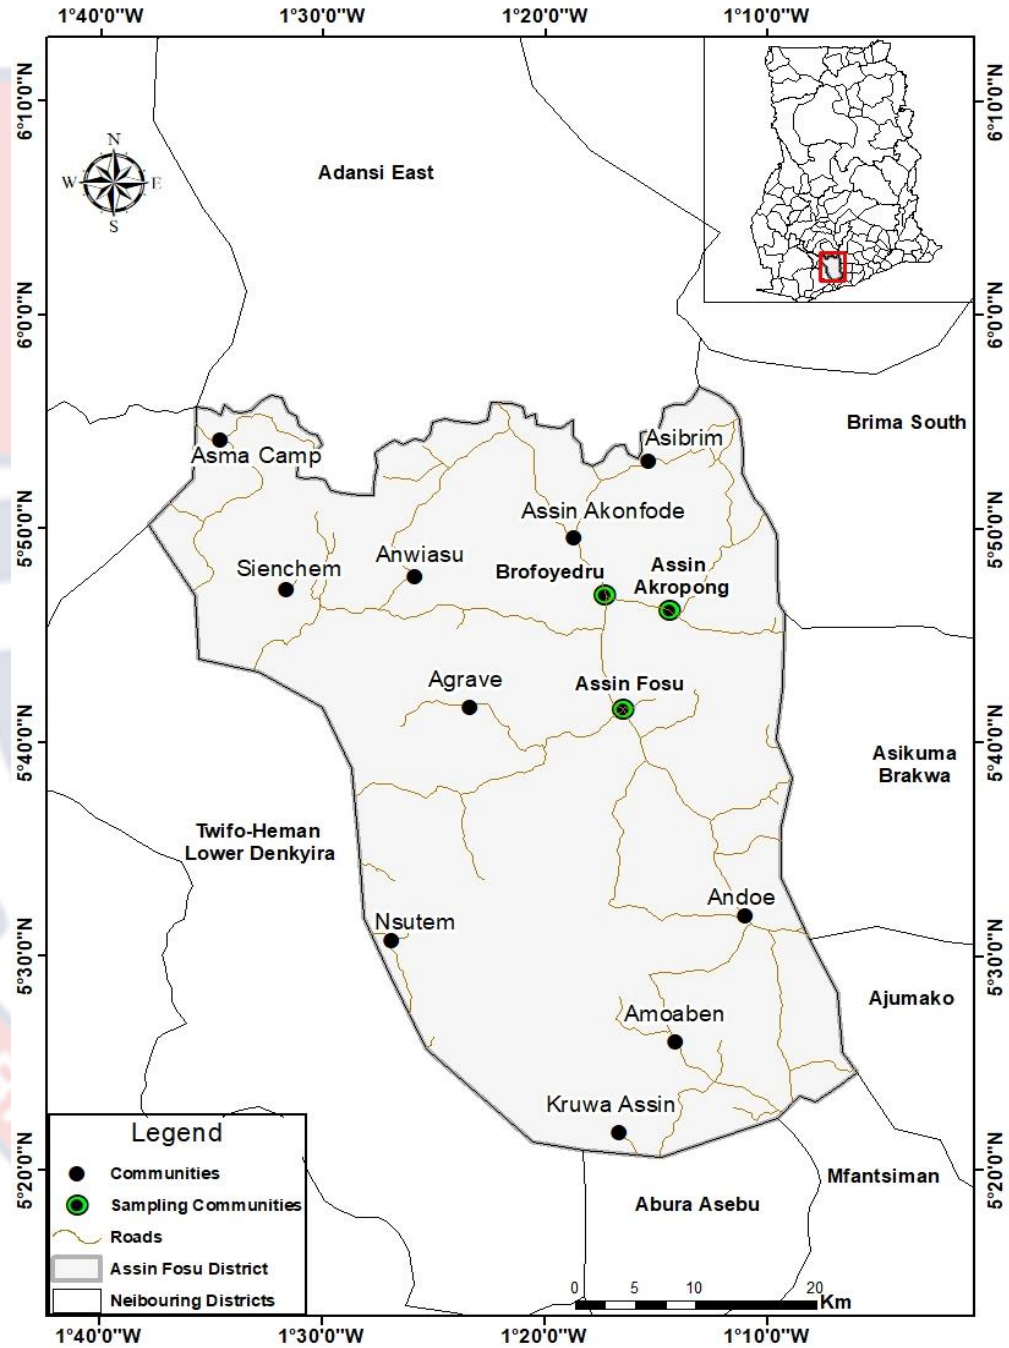 1°40'0"W 1°30'0"W 1°20'0"W 1°10'0"W
6°10'0"N
6°10'0"N
N
W E
S
Adansi East
6°0'0"N
6°0'0"N
Brima South
Asibrim
Asma Camp
Assin Akonfode
5°50'0"N
5°50'0"N
Anwiasu
Sienchem
Brofoyedru
Assin
Akropong
Agrave
Assin Fosu
5°40'0"N
5°40'0"N
Asikuma
Brakwa
Twifo-Heman
Lower Denkyira
Andoe
Nsutem
5°30'0"N
5°30'0"N
Ajumako
Amoaben
Kruwa Assin
5°20'0"N
5°20'0"N
Mfantsiman
Abura Asebu
Legend
Communities
Sampling Communities
Roads
Assin Fosu District
Neibouring Districts
0 5 10 20
Km
1°40'0"W 1°30'0"W 1°20'0"W 1°10'0"W